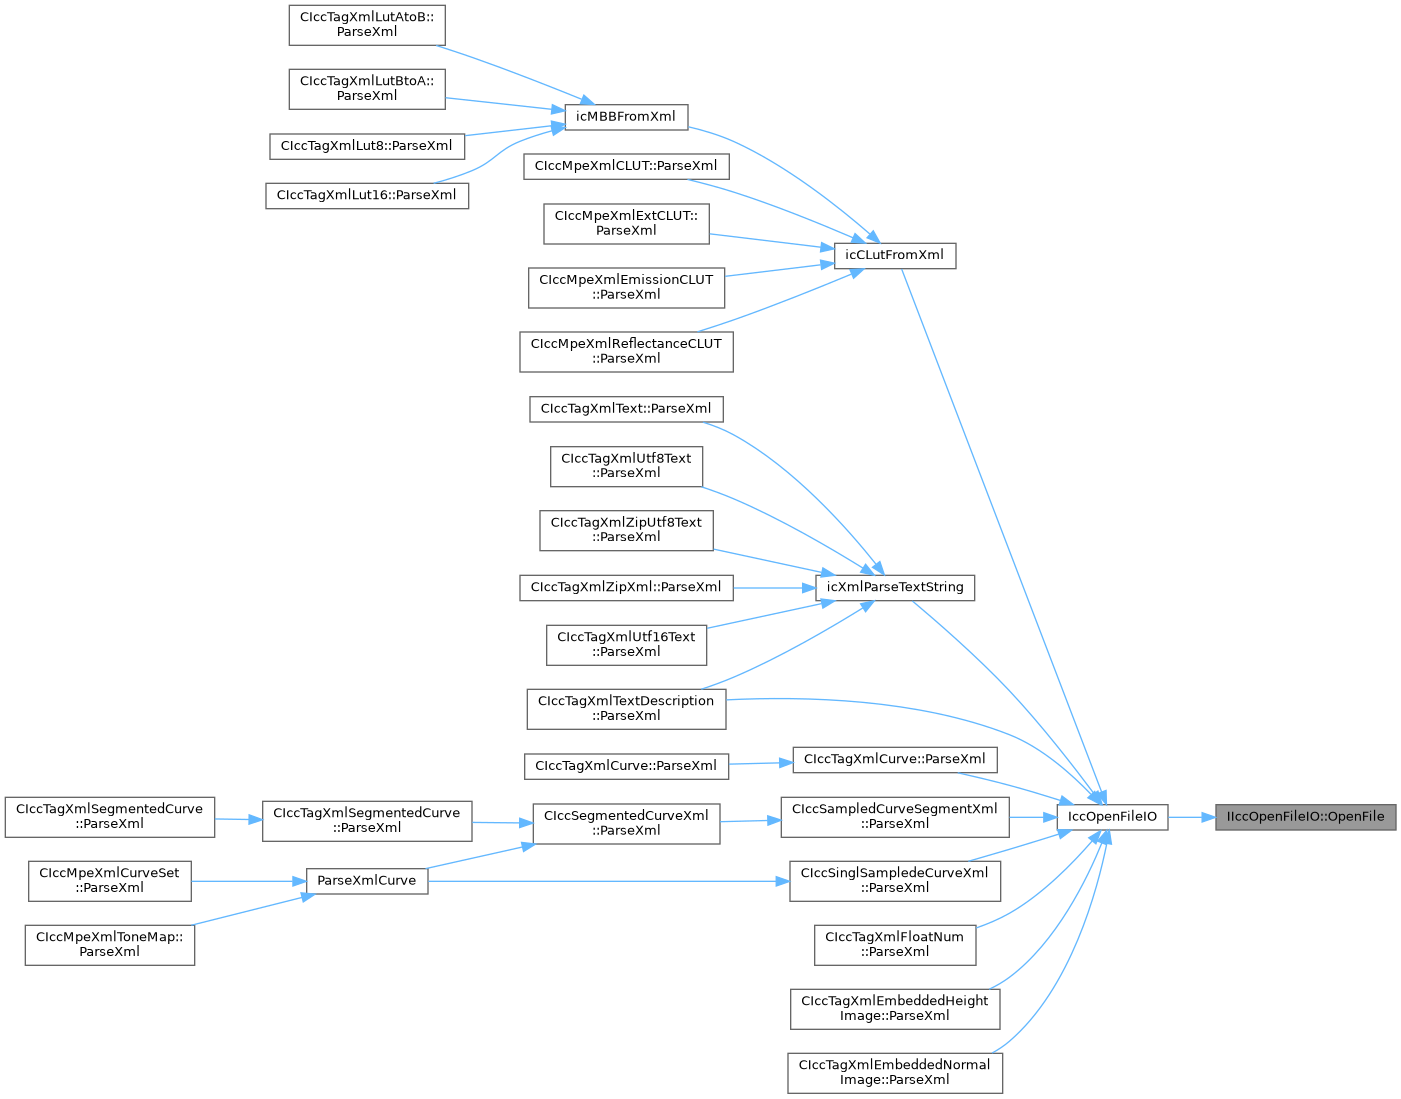 CIccTagXmlLutAtoB::
ParseXml
CIccTagXmlLutBtoA::
ParseXml
icMBBFromXml
CIccTagXmlLut8::ParseXml
CIccMpeXmlCLUT::ParseXml
CIccTagXmlLut16::ParseXml
CIccMpeXmlExtCLUT::
ParseXml
icCLutFromXml
CIccMpeXmlEmissionCLUT
::ParseXml
CIccMpeXmlReflectanceCLUT
::ParseXml
CIccTagXmlText::ParseXml
CIccTagXmlUtf8Text
::ParseXml
CIccTagXmlZipUtf8Text
::ParseXml
CIccTagXmlZipXml::ParseXml
icXmlParseTextString
CIccTagXmlUtf16Text
::ParseXml
CIccTagXmlTextDescription
::ParseXml
CIccTagXmlCurve::ParseXml
CIccTagXmlCurve::ParseXml
CIccTagXmlSegmentedCurve
::ParseXml
CIccTagXmlSegmentedCurve
::ParseXml
CIccSegmentedCurveXml
::ParseXml
CIccSampledCurveSegmentXml
::ParseXml
IccOpenFileIO
IIccOpenFileIO::OpenFile
CIccMpeXmlCurveSet
::ParseXml
ParseXmlCurve
CIccSinglSampledeCurveXml
::ParseXml
CIccMpeXmlToneMap::
ParseXml
CIccTagXmlFloatNum
::ParseXml
CIccTagXmlEmbeddedHeight
Image::ParseXml
CIccTagXmlEmbeddedNormal
Image::ParseXml